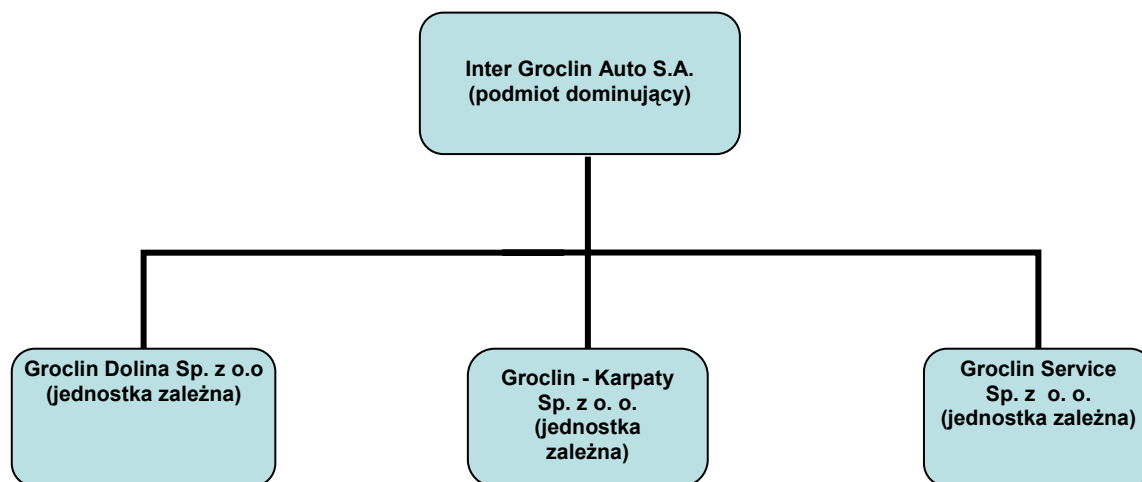 Inter Groclin Auto S.A.
(podmiot dominujący)
Groclin Dolina Sp. z o.o
(jednostka zależna)
Groclin - Karpaty
Sp. z o. o.
(jednostka
zależna)
Groclin Service
Sp. z o. o.
(jednostka zależna)